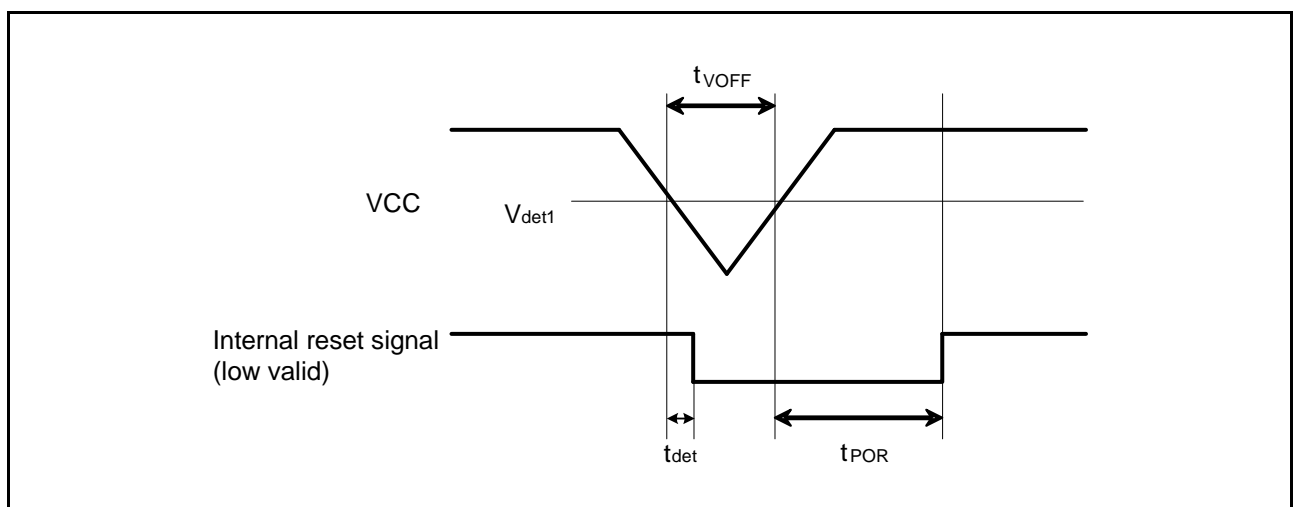 tVOFF
VCC
Vdet1
Internal reset signal
(low valid)
tdet
tPOR